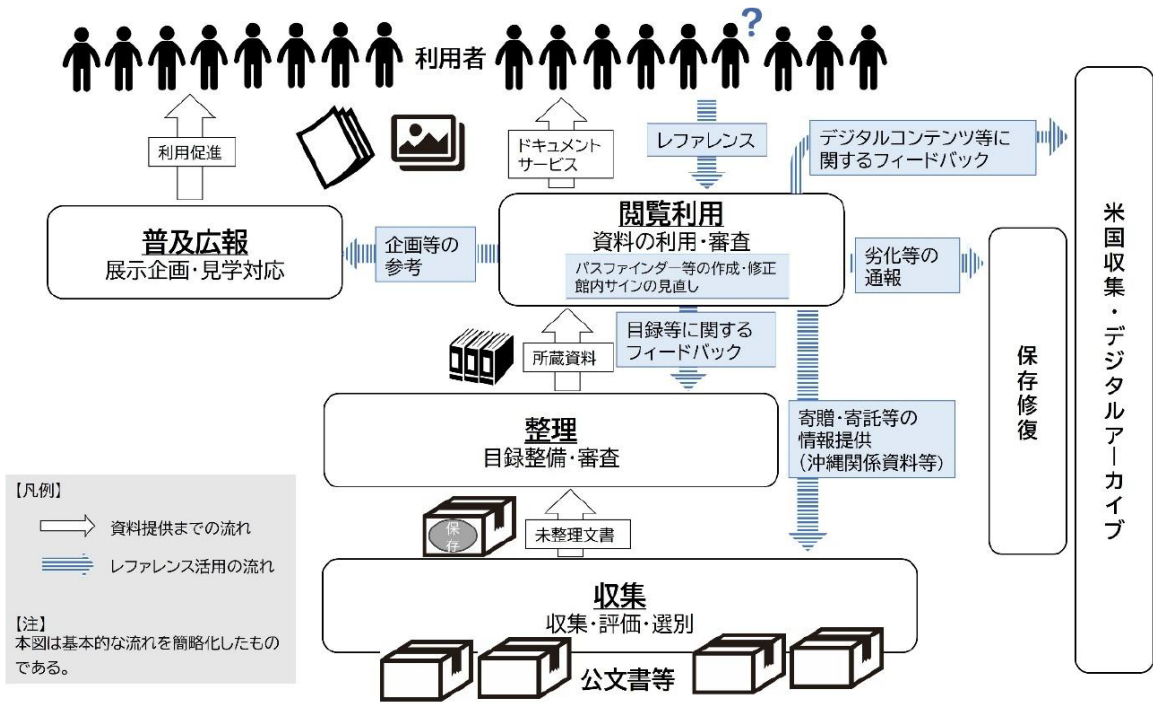 ?
利用者
利用促進
ドキュメント
サービス
レファレンス
デジタルコンテンツ等に
関するフィードバック
普及広報
展示企画・見学対応
企画等の
参考
閲覧利用
資料の利用・審査
パスファインダー等の作成・修正
館内サインの見直し
劣化等の
通報
米国収集・デジタルアーカイブ
保存修復
所蔵資料
目録等に関する
フィードバック
整理
目録整備・審査
寄贈・寄託等の
情報提供
(沖縄関係資料等)
保
存
未整理文書
収集
収集・評価・選別
公文書等
【凡例】
資料提供までの流れ
レファレンス活用の流れ
【注】
本図は基本的な流れを簡略化したもの
である。